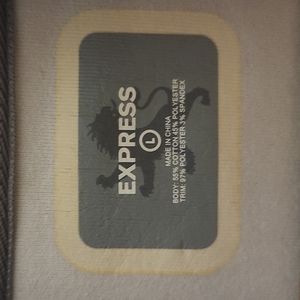 EXPRESS
L
MADE IN CHINA
BODY: 55% COTTON 45% POLYESTER
TRIM: 97% POLYESTER 3% SPANDEX